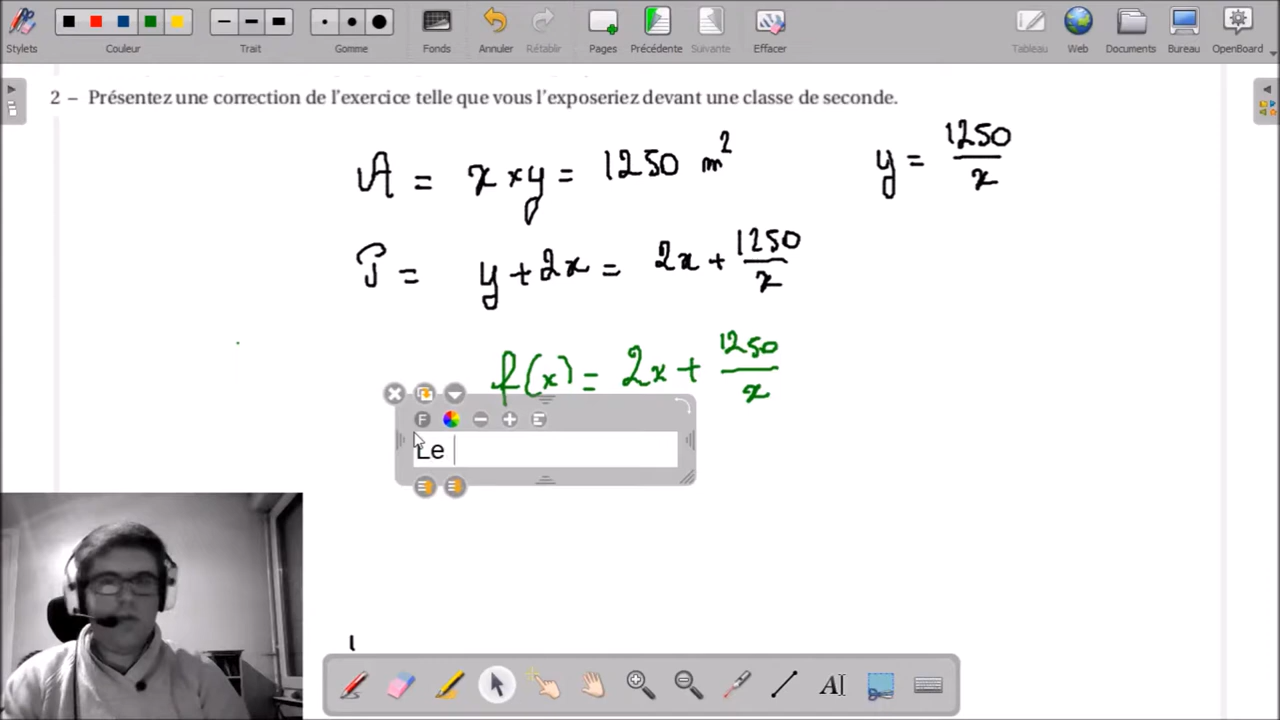 Stylets Couleur Trait Gomme Fonds Annuler Rétablir Pages Précédente Suivante Effacer Tableau Web Documents Bureau OpenBoard
2 – Présentez une correction de l'exercice telle que vous l'exposeriez devant une classe de seconde.
A = x × y = 1250 m² y = 1250/x
P = y + 2x = 2x + 1250/x
f(x) = 2x + 1250/x
F
Le
AI